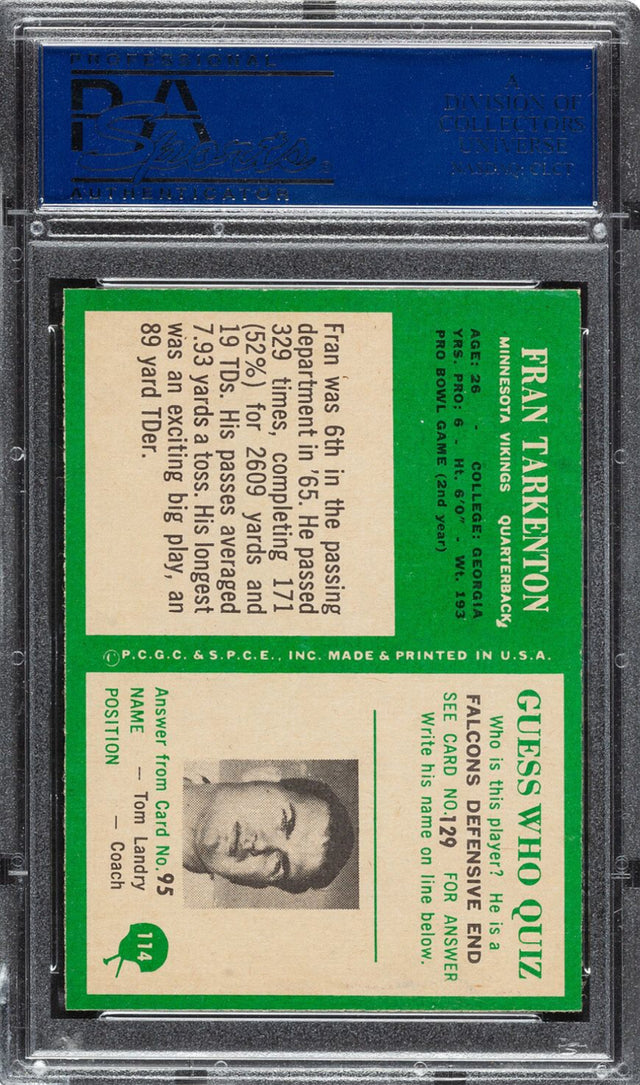 PROFESSIONAL
PSA
Sports
AUTHENTICATOR
A
DIVISION OF
COLLECTORS
UNIVERSE
NASDAQ: CLCT
FRAN TARKENTON
MINNESOTA VIKINGS QUARTERBACK
AGE: 26 - COLLEGE: GEORGIA
YRS. PRO: 6 - Ht. 6'0" - Wt. 193
PRO BOWL GAME (2nd year)
Fran was 6th in the passing
department in '65. He passed
329 times, completing 171
(52%) for 2609 yards and
19 TDs. His passes averaged
7.93 yards a toss. His longest
was an exciting big play, an
89 yard TDer.
©P.C.G.C. & S.P.C.E., INC. MADE & PRINTED IN U.S.A.
GUESS WHO QUIZ
Who is this player? He is a
FALCONS DEFENSIVE END
SEE CARD NO. 129 FOR ANSWER
Write his name on line below.
Answer from Card No. 95
NAME — Tom Landry
POSITION — Coach
114